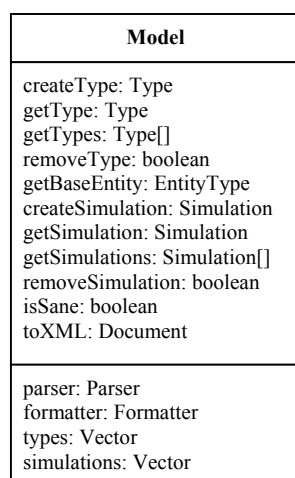 Model
createType: Type
getType: Type
getTypes: Type[]
removeType: boolean
getBaseEntity: EntityType
createSimulation: Simulation
getSimulation: Simulation
getSimulations: Simulation[]
removeSimulation: boolean
isSane: boolean
toXML: Document
parser: Parser
formatter: Formatter
types: Vector
simulations: Vector